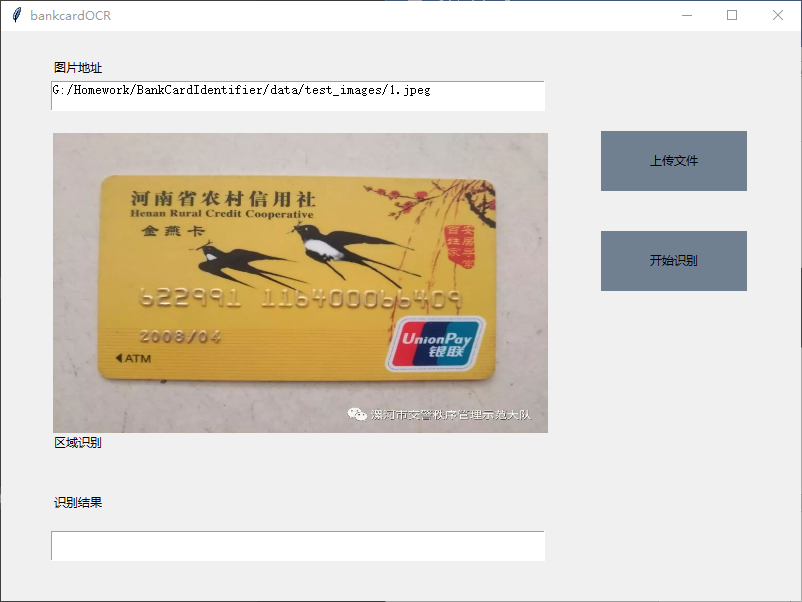 bankcardOCR
图片地址
G:/Homework/BankCardIdentifier/data/test_images/1.jpeg
上传文件
河南省农村信用社
Henan Rural Credit Cooperative
金燕卡
开始识别
622991 116400066409
2008/04
ATM
UnionPay
银联
漯河市交警秩序管理示范大队
区域识别
识别结果